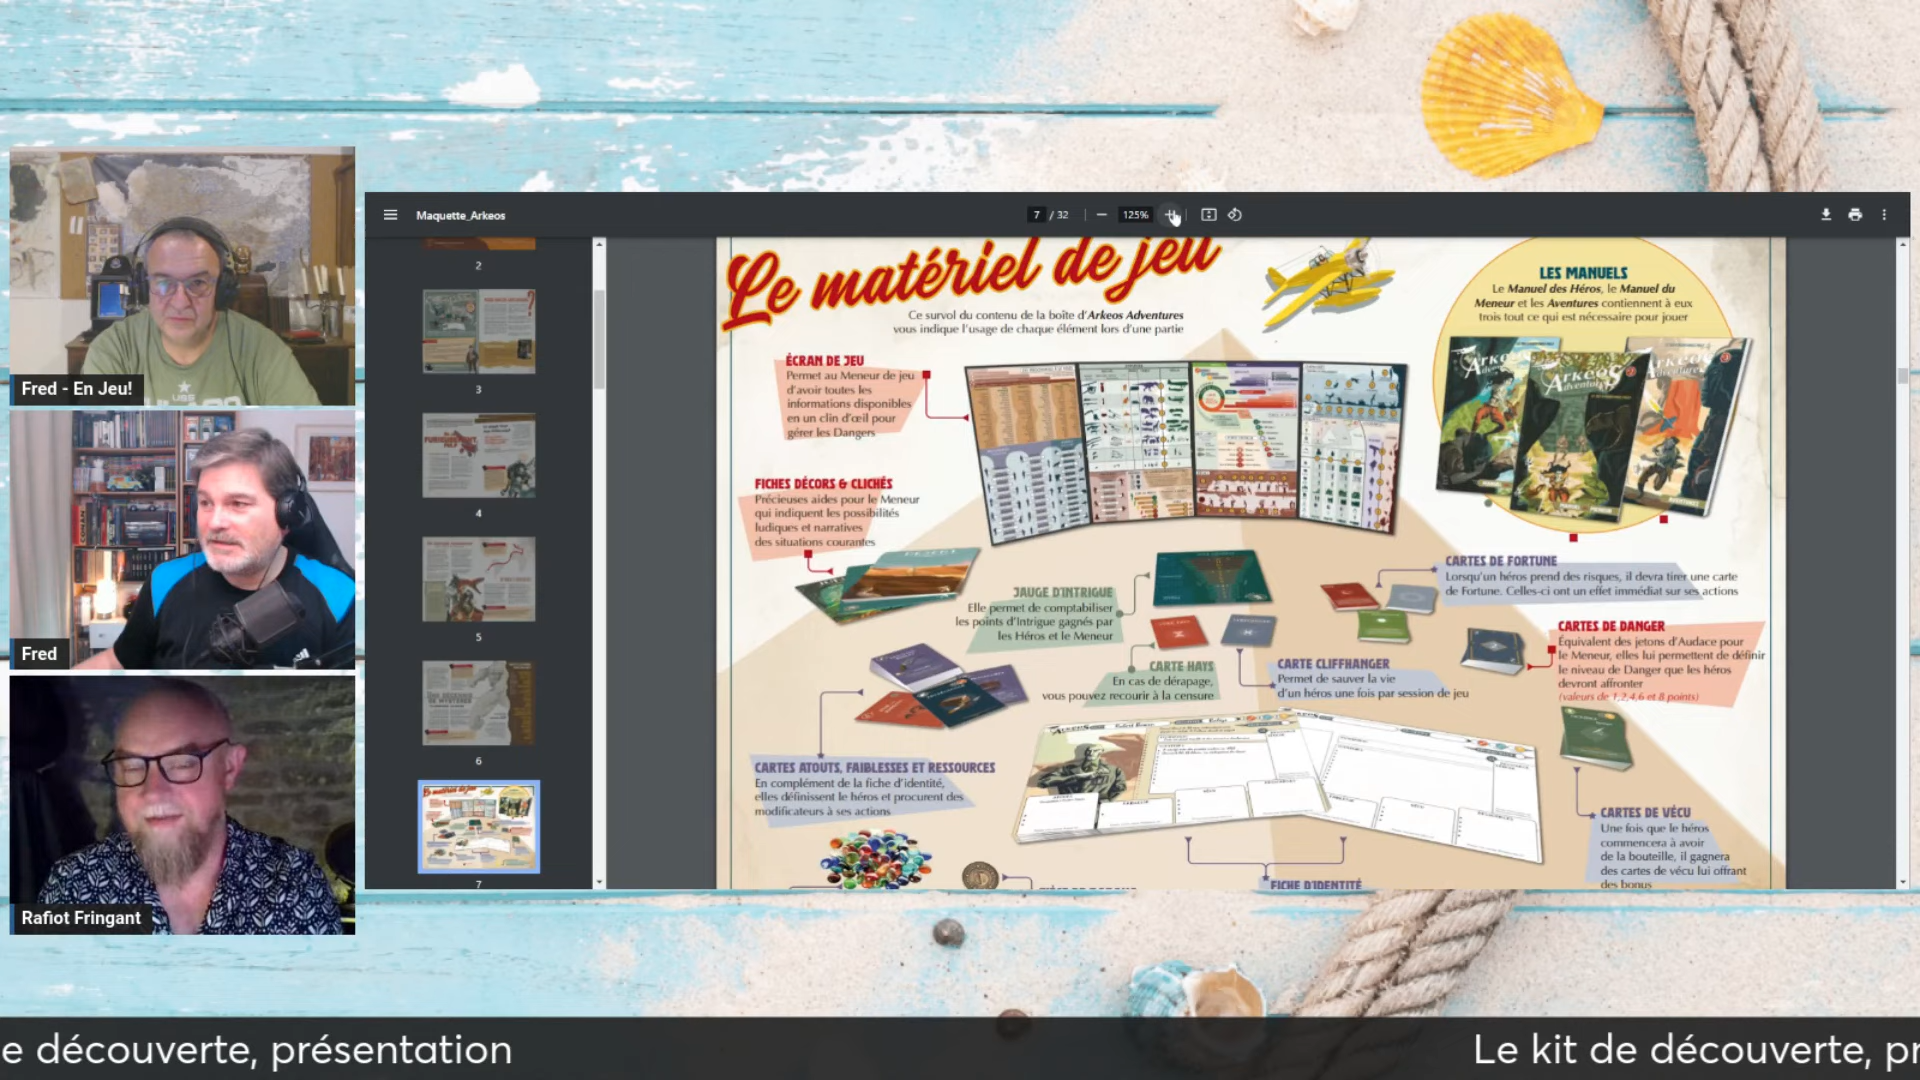 Maquette_Arkeos
7 / 32
125%
2
3
4
5
6
7
Le matériel de jeu
Ce survol du contenu de la boîte d'Arkeos Adventures
vous indique l'usage de chaque élément lors d'une partie
LES MANUELS
Le Manuel des Héros, le Manuel du
Meneur et les Aventures contiennent à eux
trois tout ce qui est nécessaire pour jouer
ÉCRAN DE JEU
Permet au Meneur de jeu
d'avoir toutes les
informations disponibles
en un clin d'œil pour
gérer les Dangers
FICHES DÉCORS & CLICHÉS
Précieuses aides pour le Meneur
qui indiquent les possibilités
ludiques et narratives
des situations courantes
JAUGE D'INTRIGUE
Elle permet de comptabiliser
les points d'Intrigue gagnés par
les Héros et le Meneur
CARTES DE FORTUNE
Lorsqu'un héros prend des risques, il devra tirer une carte
de Fortune. Celles-ci ont un effet immédiat sur ses actions
CARTES DE DANGER
Équivalent des jetons d'Audace pour
le Meneur, elles lui permettent de définir
le niveau de Danger que les héros
devront affronter
(valeurs de 1,2,4,6 et 8 points)
CARTE HAYS
En cas de dérapage,
vous pouvez recourir à la censure
CARTE CLIFFHANGER
Permet de sauver la vie
d'un héros une fois par session de jeu
CARTES ATOUTS, FAIBLESSES ET RESSOURCES
En complément de la fiche d'identité,
elles définissent le héros et procurent des
modificateurs à ses actions
CARTES DE VÉCU
Une fois que le héros
commencera à avoir
de la bouteille, il gagnera
des cartes de vécu lui offrant
des bonus
FICHE D'IDENTITÉ
Fred - En Jeu!
Fred
Rafiot Fringant
e découverte, présentation
Le kit de découverte, pr